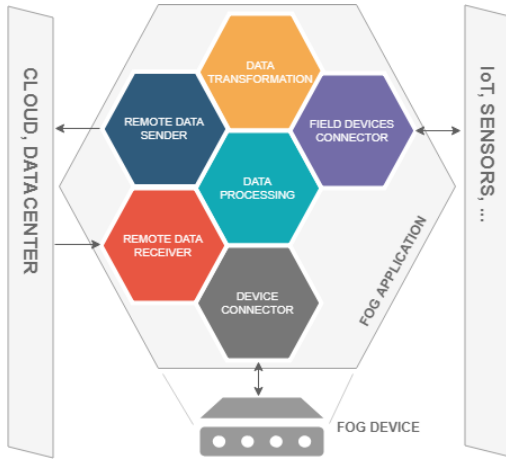 CLOUD, DATACENTER
DATA
TRANSFORMATION
REMOTE DATA
SENDER
FIELD DEVICES
CONNECTOR
DATA
PROCESSING
REMOTE DATA
RECEIVER
DEVICE
CONNECTOR
FOG APPLICATION
IoT, SENSORS, ...
FOG DEVICE